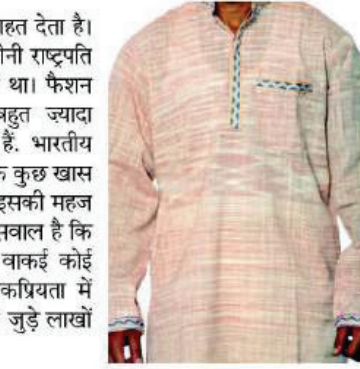 ाहत देता है।
ीनी राष्ट्रपति
था। फैशन
बहुत ज्यादा
हैं. भारतीय
कुछ खास
इसकी महज
सवाल है कि
वाकई कोई
कप्रियता में
जुड़े लाखों